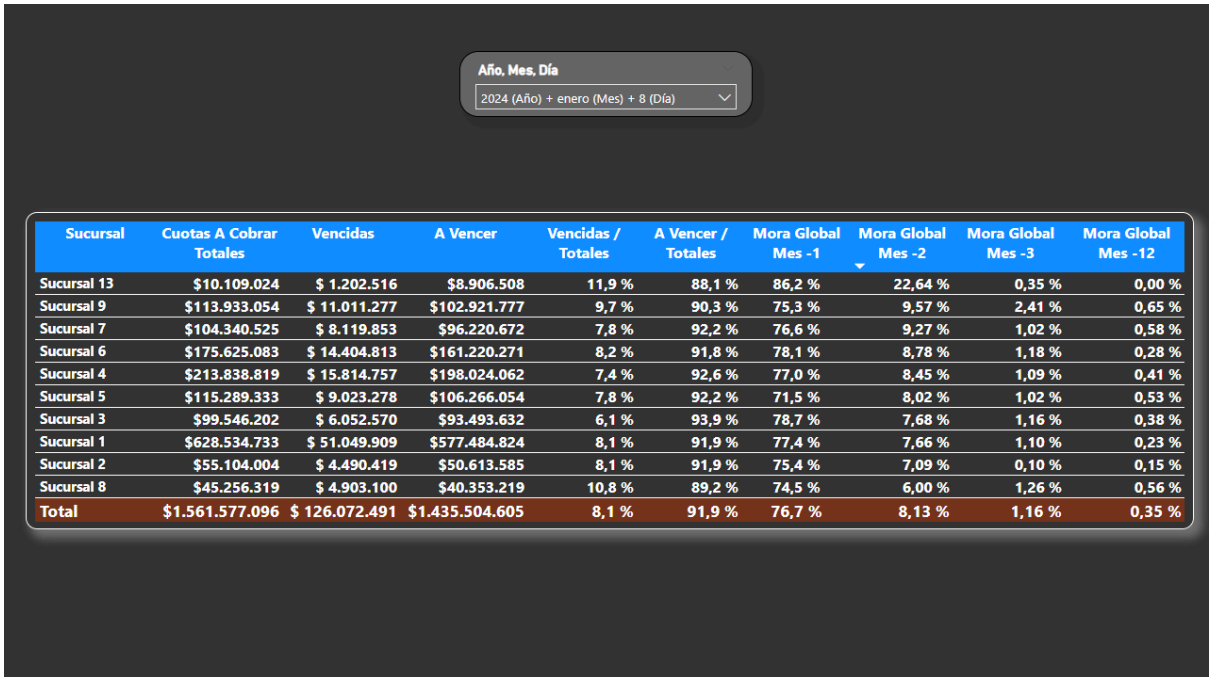 Año, Mes, Día
2024 (Año) + enero (Mes) + 8 (Día)
Sucursal Cuotas A Cobrar Totales Vencidas A Vencer Vencidas / Totales A Vencer / Totales Mora Global Mes -1 Mora Global Mes -2 Mora Global Mes -3 Mora Global Mes -12
Sucursal 13 $10.109.024 $ 1.202.516 $8.906.508 11,9 % 88,1 % 86,2 % 22,64 % 0,35 % 0,00 %
Sucursal 9 $113.933.054 $ 11.011.277 $102.921.777 9,7 % 90,3 % 75,3 % 9,57 % 2,41 % 0,65 %
Sucursal 7 $104.340.525 $ 8.119.853 $96.220.672 7,8 % 92,2 % 76,6 % 9,27 % 1,02 % 0,58 %
Sucursal 6 $175.625.083 $ 14.404.813 $161.220.271 8,2 % 91,8 % 78,1 % 8,78 % 1,18 % 0,28 %
Sucursal 4 $213.838.819 $ 15.814.757 $198.024.062 7,4 % 92,6 % 77,0 % 8,45 % 1,09 % 0,41 %
Sucursal 5 $115.289.333 $ 9.023.278 $106.266.054 7,8 % 92,2 % 71,5 % 8,02 % 1,02 % 0,53 %
Sucursal 3 $99.546.202 $ 6.052.570 $93.493.632 6,1 % 93,9 % 78,7 % 7,68 % 1,16 % 0,38 %
Sucursal 1 $628.534.733 $ 51.049.909 $577.484.824 8,1 % 91,9 % 77,4 % 7,66 % 1,10 % 0,23 %
Sucursal 2 $55.104.004 $ 4.490.419 $50.613.585 8,1 % 91,9 % 75,4 % 7,09 % 0,10 % 0,15 %
Sucursal 8 $45.256.319 $ 4.903.100 $40.353.219 10,8 % 89,2 % 74,5 % 6,00 % 1,26 % 0,56 %
Total $1.561.577.096 $ 126.072.491 $1.435.504.605 8,1 % 91,9 % 76,7 % 8,13 % 1,16 % 0,35 %